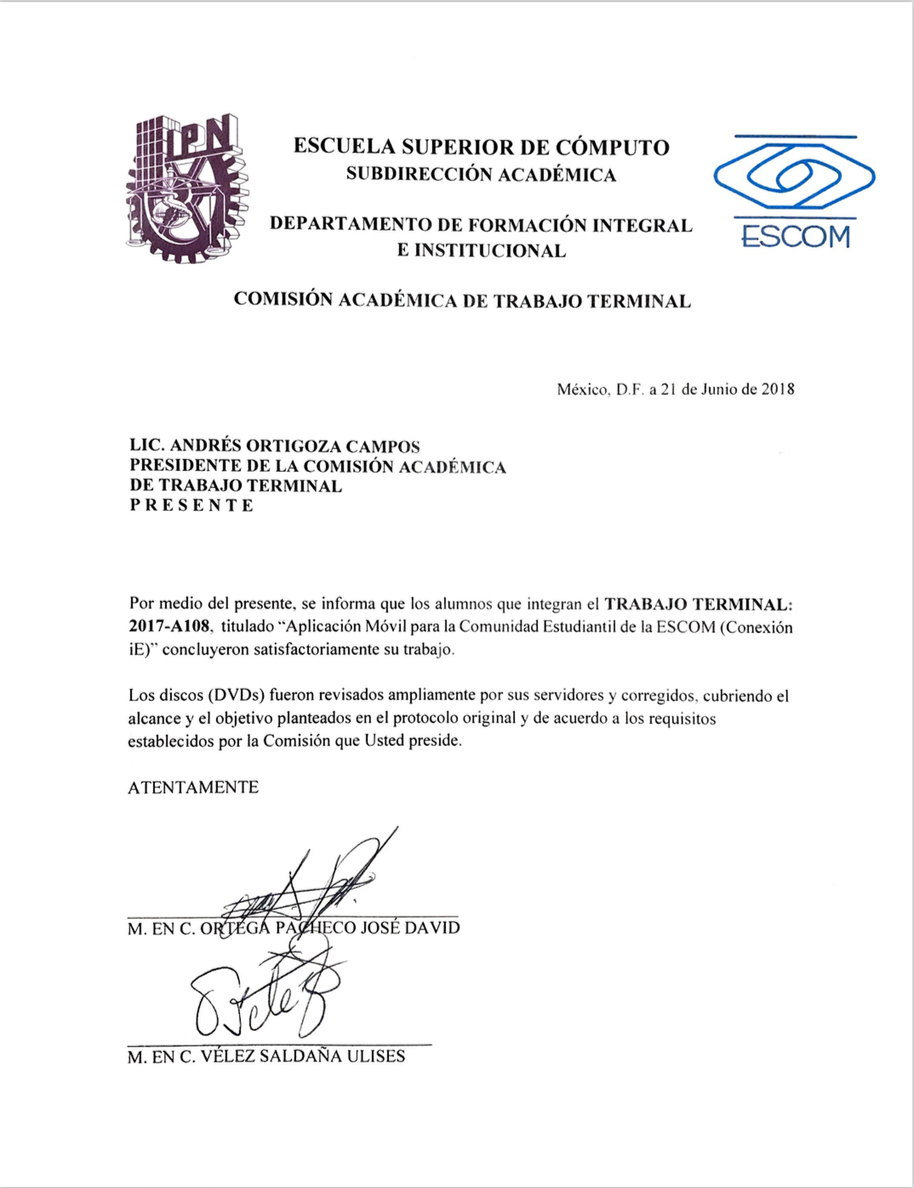 IPN
ESCUELA SUPERIOR DE CÓMPUTO
SUBDIRECCIÓN ACADÉMICA
ESCOM
DEPARTAMENTO DE FORMACIÓN INTEGRAL
E INSTITUCIONAL
COMISIÓN ACADÉMICA DE TRABAJO TERMINAL
México, D.F. a 21 de Junio de 2018
LIC. ANDRÉS ORTIGOZA CAMPOS
PRESIDENTE DE LA COMISIÓN ACADÉMICA
DE TRABAJO TERMINAL
P R E S E N T E
Por medio del presente, se informa que los alumnos que integran el TRABAJO TERMINAL:
2017-A108, titulado “Aplicación Móvil para la Comunidad Estudiantil de la ESCOM (Conexión
iE)” concluyeron satisfactoriamente su trabajo.
Los discos (DVDs) fueron revisados ampliamente por sus servidores y corregidos, cubriendo el
alcance y el objetivo planteados en el protocolo original y de acuerdo a los requisitos
establecidos por la Comisión que Usted preside.
ATENTAMENTE
M. EN C. ORTEGA PACHECO JOSÉ DAVID
M. EN C. VÉLEZ SALDAÑA ULISES